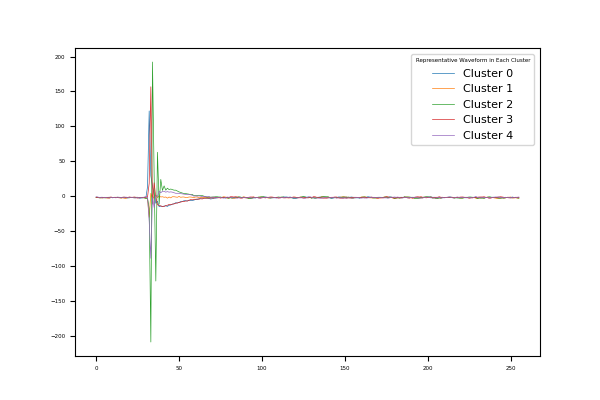 Representative Waveform in Each Cluster
Cluster 0
Cluster 1
Cluster 2
Cluster 3
Cluster 4
200
150
100
50
0
−50
−100
−150
−200
0 50 100 150 200 250